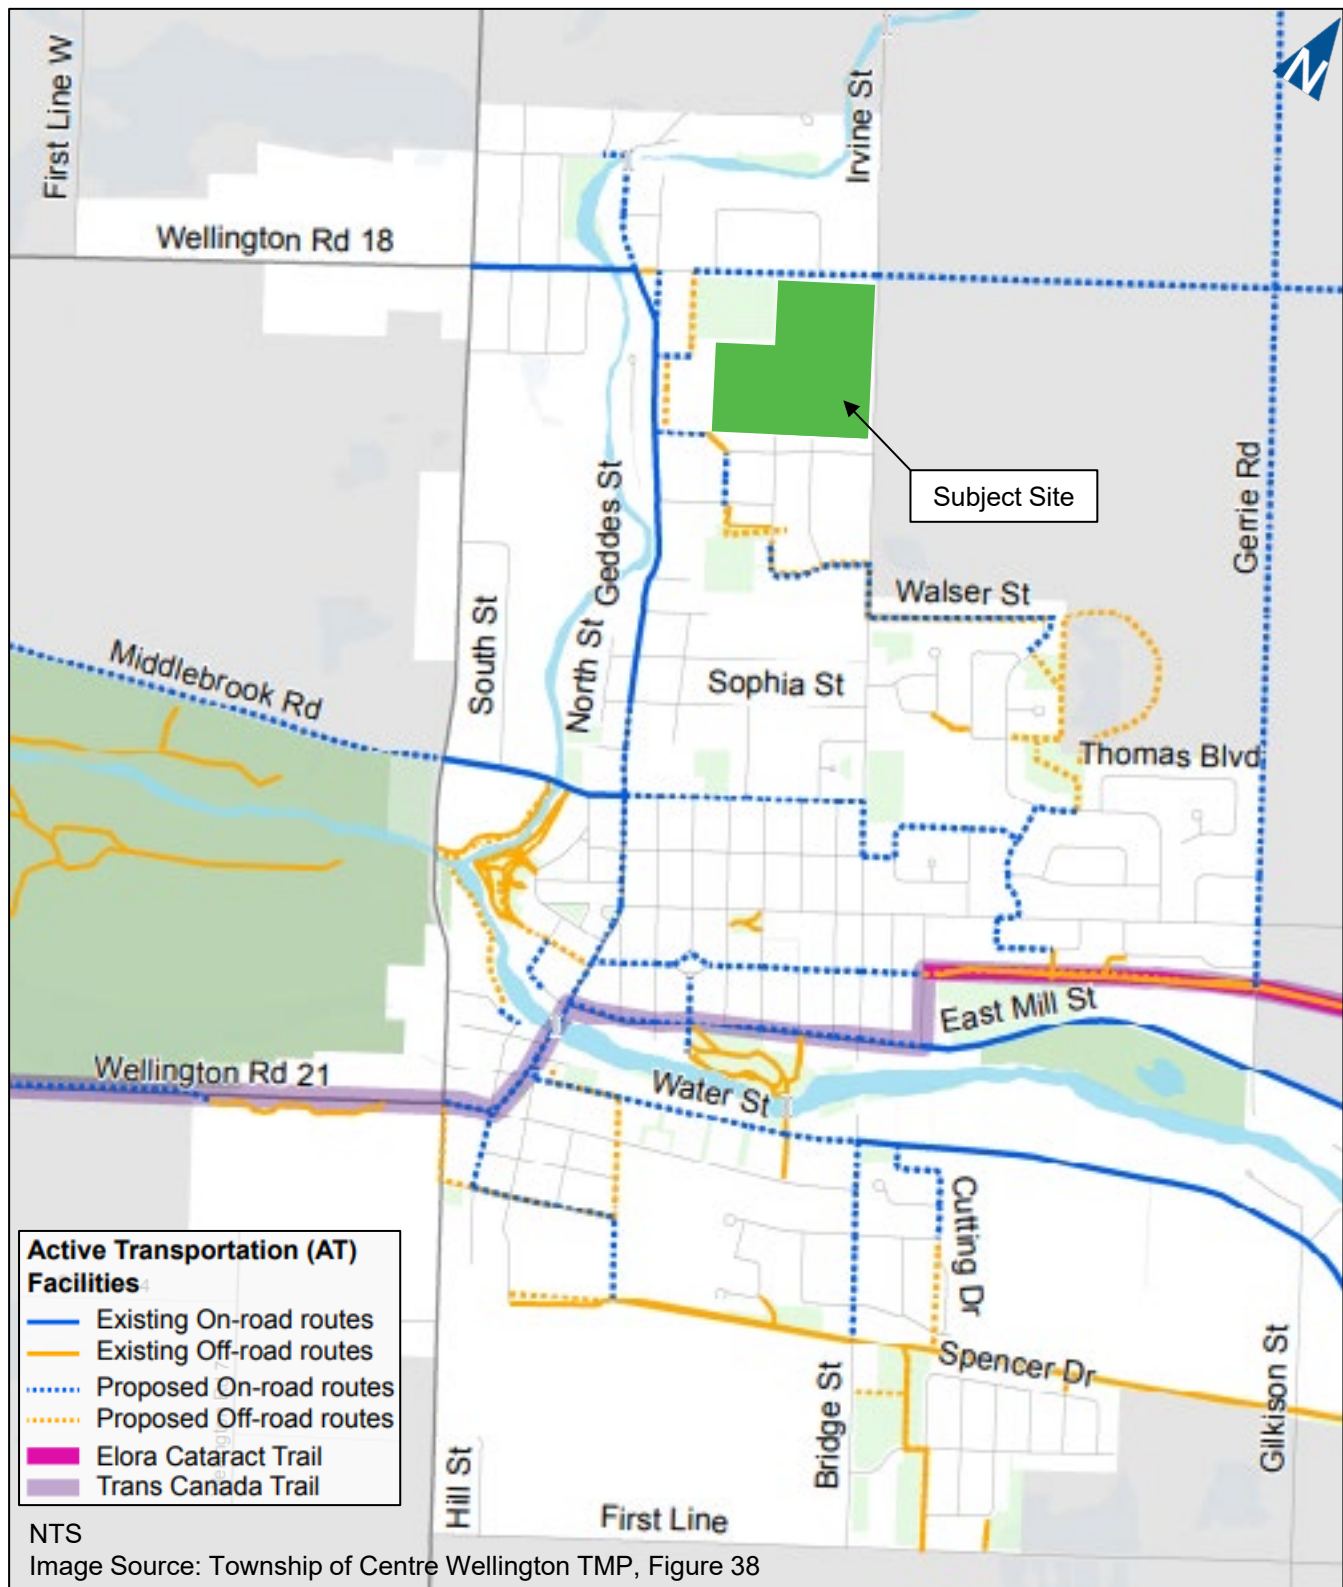 First Line W
Irvine St
N
Wellington Rd 18
Subject Site
Geddes St
Gerrie Rd
Walser St
South St
North St
Sophia St
Middlebrook Rd
Thomas Blvd
East Mill St
Wellington Rd 21
Water St
Cutting Dr
Active Transportation (AT)
Facilities
Existing On-road routes
Existing Off-road routes
Proposed On-road routes
Proposed Off-road routes
Elora Cataract Trail
Trans Canada Trail
Spencer Dr
Bridge St
Gilkison St
Hill St
First Line
NTS
Image Source: Township of Centre Wellington TMP, Figure 38